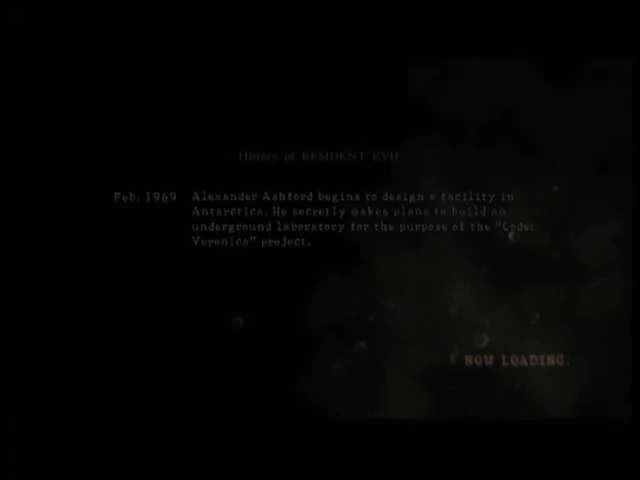 History of RESIDENT EVIL
Feb. 1969 Alexander Ashford begins to design a facility in
Antarctica. He secretly makes plans to build an
underground laboratory for the purpose of the "Code:
Veronica" project.
NOW LOADING.